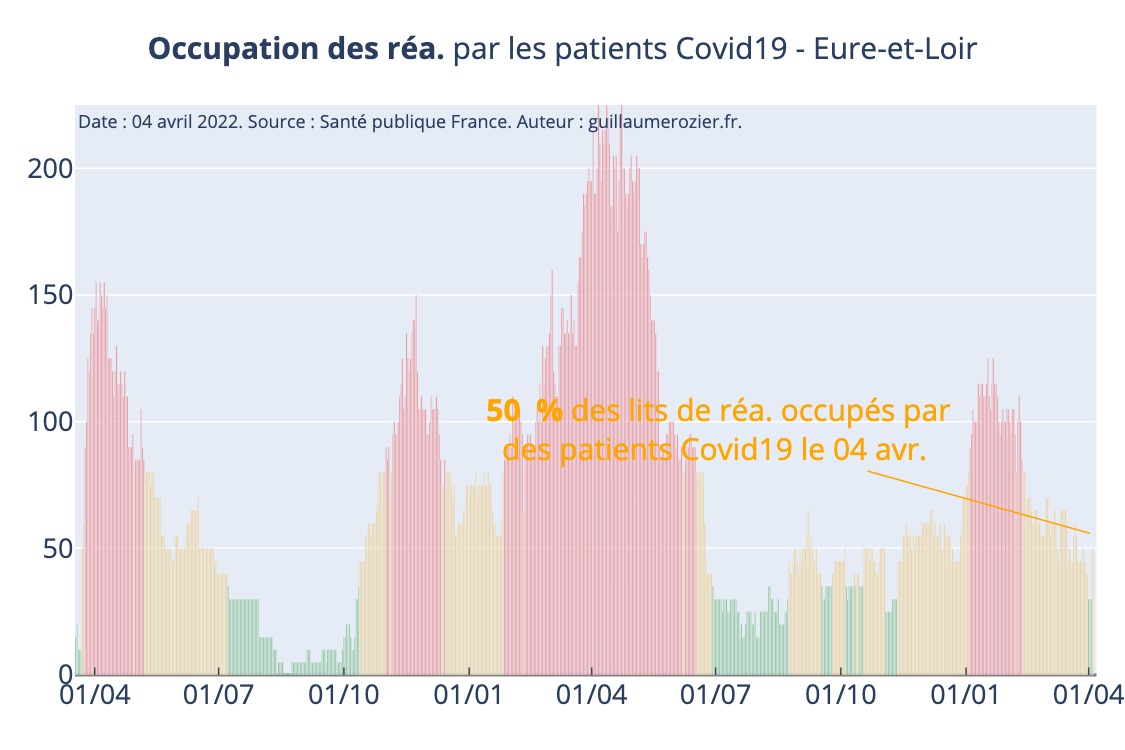 Occupation des réa. par les patients Covid19 - Eure-et-Loir
Date : 04 avril 2022. Source : Santé publique France. Auteur : guillaumerozier.fr.
200
150
50 % des lits de réa. occupés par
100
des patients Covid19 le 04 avr.
50
0
01/04 01/07 01/10 01/01 01/04 01/07 01/10 01/01 01/04